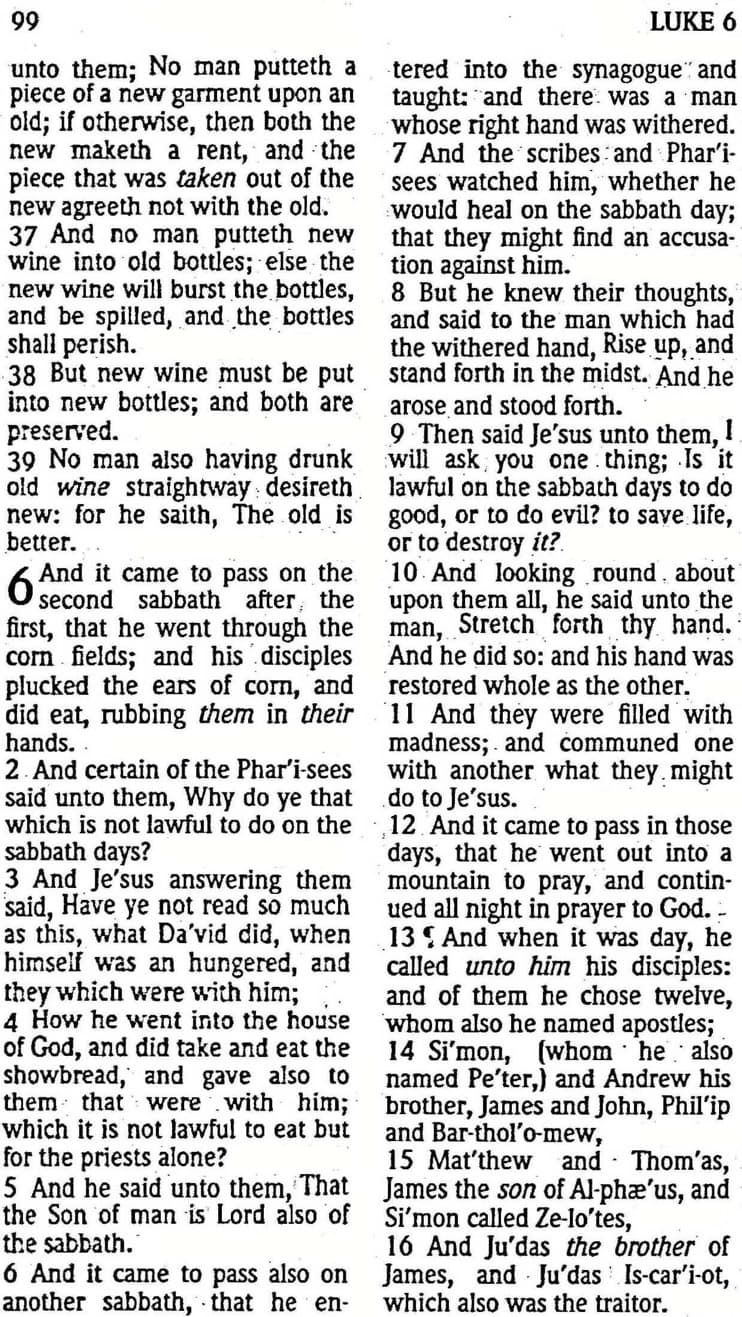 99
LUKE 6
unto them; No man putteth a
piece of a new garment upon an
old; if otherwise, then both the
new maketh a rent, and the
piece that was taken out of the
new agreeth not with the old.
37 And no man putteth new
wine into old bottles; else the
new wine will burst the bottles,
and be spilled, and the bottles
shall perish.
38 But new wine must be put
into new bottles; and both are
preserved.
39 No man also having drunk
old wine straightway desireth
new: for he saith, The old is
better.
6 And it came to pass on the
second sabbath after the
first, that he went through the
corn fields; and his disciples
plucked the ears of corn, and
did eat, rubbing them in their
hands.
2 And certain of the Phar′i-sees
said unto them, Why do ye that
which is not lawful to do on the
sabbath days?
3 And Je′sus answering them
said, Have ye not read so much
as this, what Da′vid did, when
himself was an hungered, and
they which were with him;
4 How he went into the house
of God, and did take and eat the
showbread, and gave also to
them that were with him;
which it is not lawful to eat but
for the priests alone?
5 And he said unto them, That
the Son of man is Lord also of
the sabbath.
6 And it came to pass also on
another sabbath, that he en-
tered into the synagogue and
taught: and there was a man
whose right hand was withered.
7 And the scribes and Phar′i-
sees watched him, whether he
would heal on the sabbath day;
that they might find an accusa-
tion against him.
8 But he knew their thoughts,
and said to the man which had
the withered hand, Rise up, and
stand forth in the midst. And he
arose and stood forth.
9 Then said Je′sus unto them, I
will ask you one thing; Is it
lawful on the sabbath days to do
good, or to do evil? to save life,
or to destroy it?
10 And looking round about
upon them all, he said unto the
man, Stretch forth thy hand.
And he did so: and his hand was
restored whole as the other.
11 And they were filled with
madness; and communed one
with another what they might
do to Je′sus.
12 And it came to pass in those
days, that he went out into a
mountain to pray, and contin-
ued all night in prayer to God.
13 ¶ And when it was day, he
called unto him his disciples:
and of them he chose twelve,
whom also he named apostles;
14 Si′mon, (whom he also
named Pe′ter,) and Andrew his
brother, James and John, Phil′ip
and Bar-thol′o-mew,
15 Mat′thew and Thom′as,
James the son of Al-phæ′us, and
Si′mon called Ze-lo′tes,
16 And Ju′das the brother of
James, and Ju′das Is-car′i-ot,
which also was the traitor.